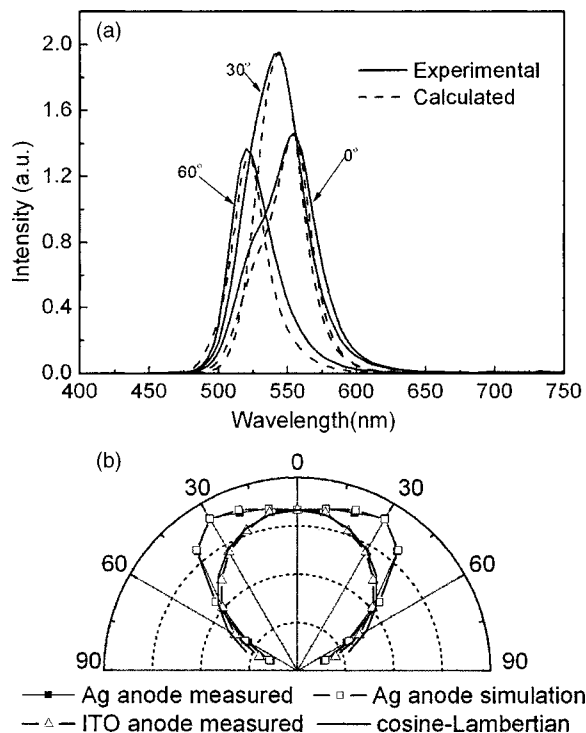 (a)
2.0
30°
Experimental
Calculated
1.6
60°
0°
1.2
0.8
0.4
0.0
Intensity (a.u.)
400 450 500 550 600 650 700 750
Wavelength(nm)
(b)
0
30 30
60 60
90 90
Ag anode measured Ag anode simulation
ITO anode measured cosine-Lambertian